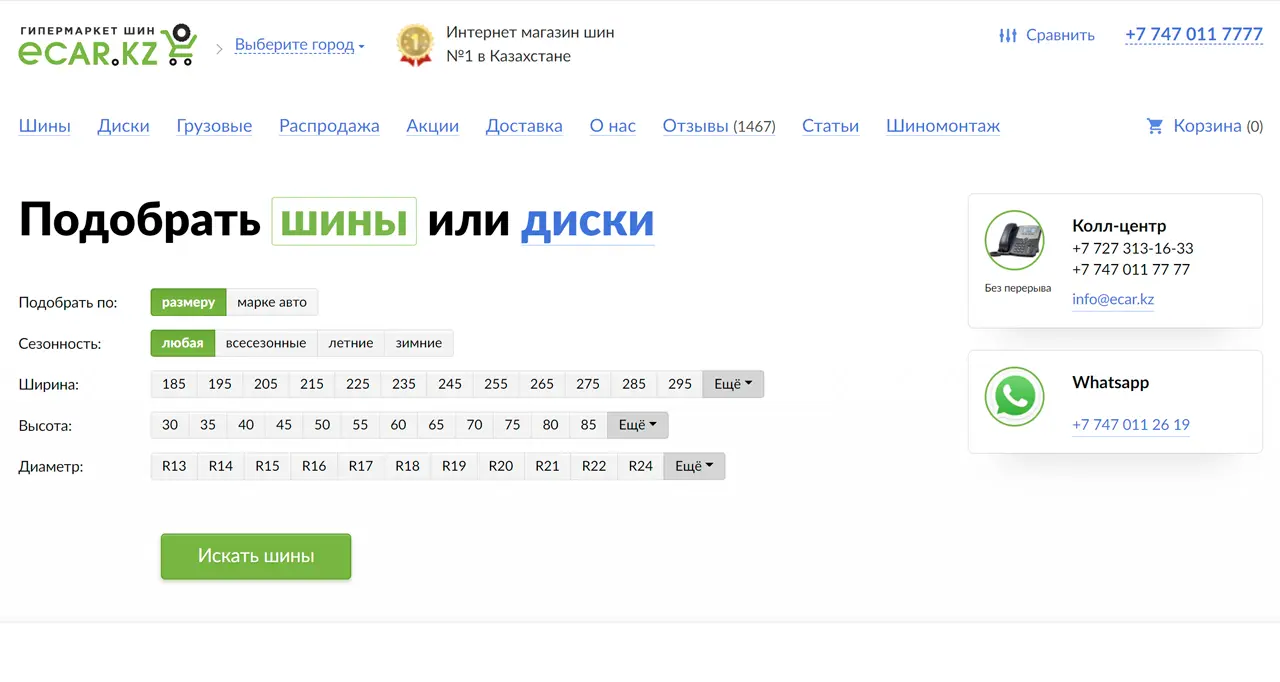 ГИПЕРМАРКЕТ ШИН
eCAR.KZ
Выберите город
1
Интернет магазин шин
№1 в Казахстане
Сравнить
+7 747 011 7777
Шины Диски Грузовые Распродажа Акции Доставка О нас Отзывы (1467) Статьи Шиномонтаж Корзина (0)
Подобрать шины или диски
Подобрать по: размеру марке авто
Сезонность: любая всесезонные летние зимние
Ширина: 185 195 205 215 225 235 245 255 265 275 285 295 Ещё
Высота: 30 35 40 45 50 55 60 65 70 75 80 85 Ещё
Диаметр: R13 R14 R15 R16 R17 R18 R19 R20 R21 R22 R24 Ещё
Искать шины
Колл-центр
+7 727 313-16-33
+7 747 011 77 77
Без перерыва
info@ecar.kz
Whatsapp
+7 747 011 26 19